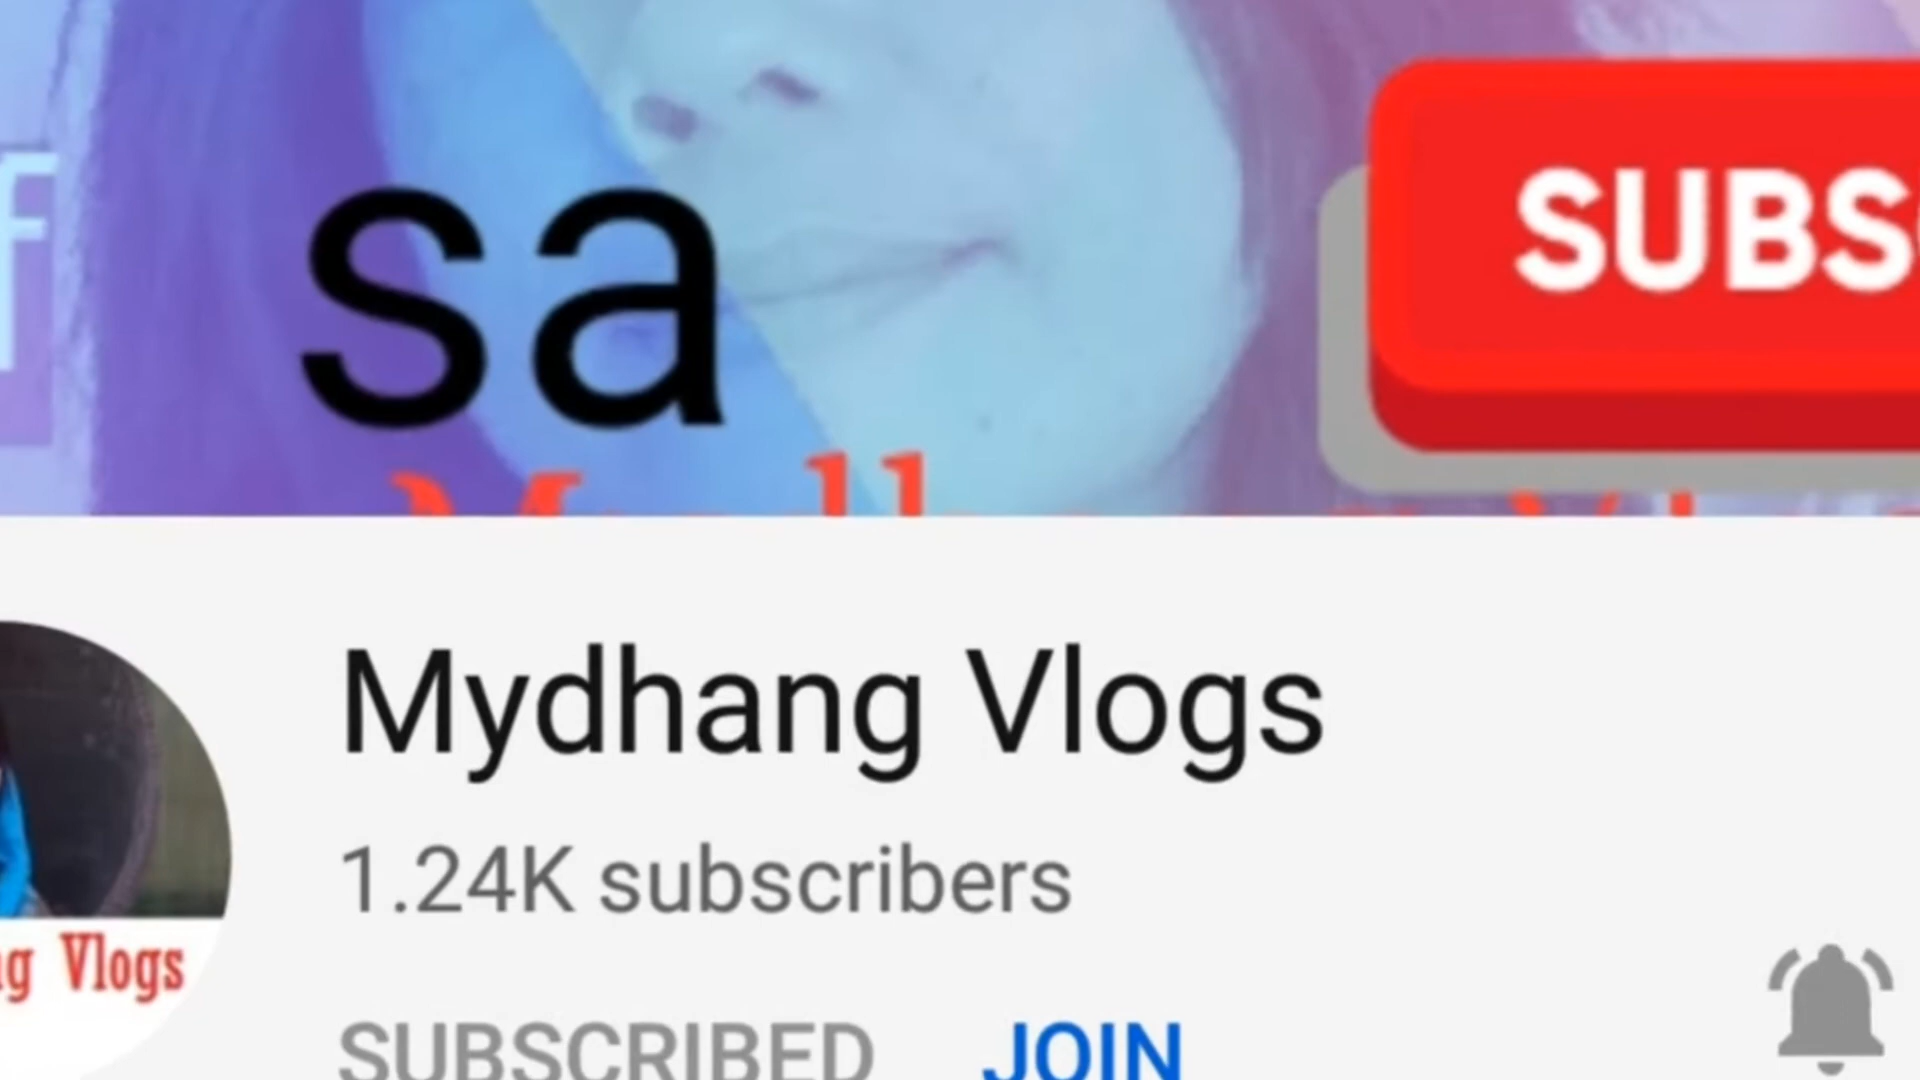 f
sa
SUBS
Mydhang Vlogs
1.24K subscribers
g Vlogs
SUBSCRIBED JOIN